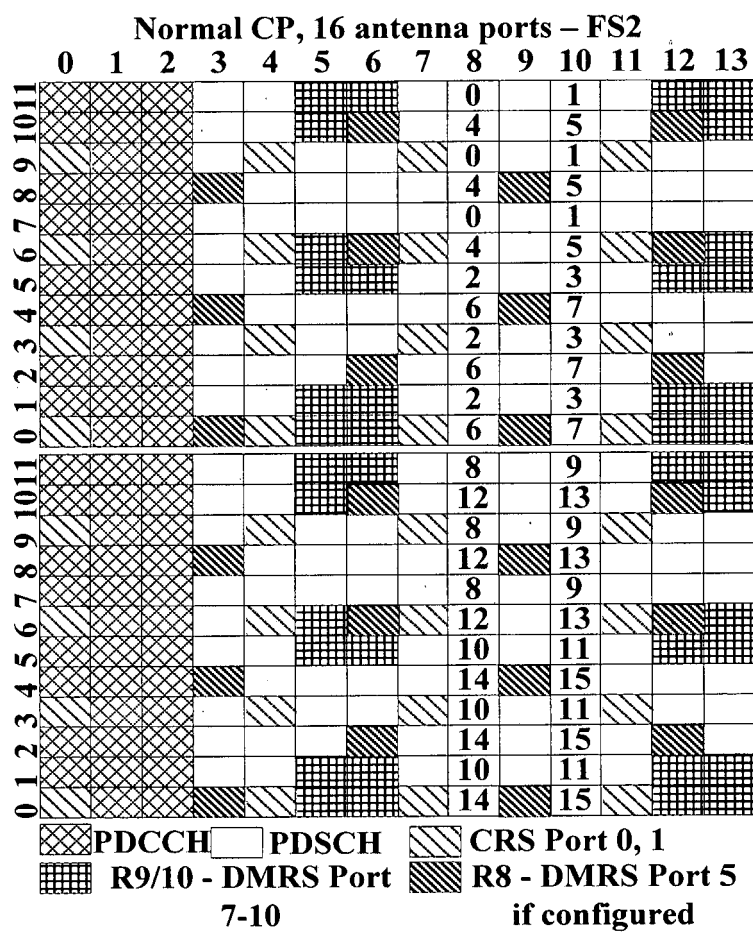 Normal CP, 16 antenna ports – FS2
0 1 2 3 4 5 6 7 8 9 10 11 12 13
11 0 1
10 4 5
9 0 1
8 4 5
7 0 1
6 4 5
5 2 3
4 6 7
3 2 3
2 6 7
1 2 3
0 6 7
11 8 9
10 12 13
9 8 9
8 12 13
7 8 9
6 12 13
5 10 11
4 14 15
3 10 11
2 14 15
1 10 11
0 14 15
PDCCH PDSCH CRS Port 0, 1
R9/10 - DMRS Port R8 - DMRS Port 5
7-10 if configured